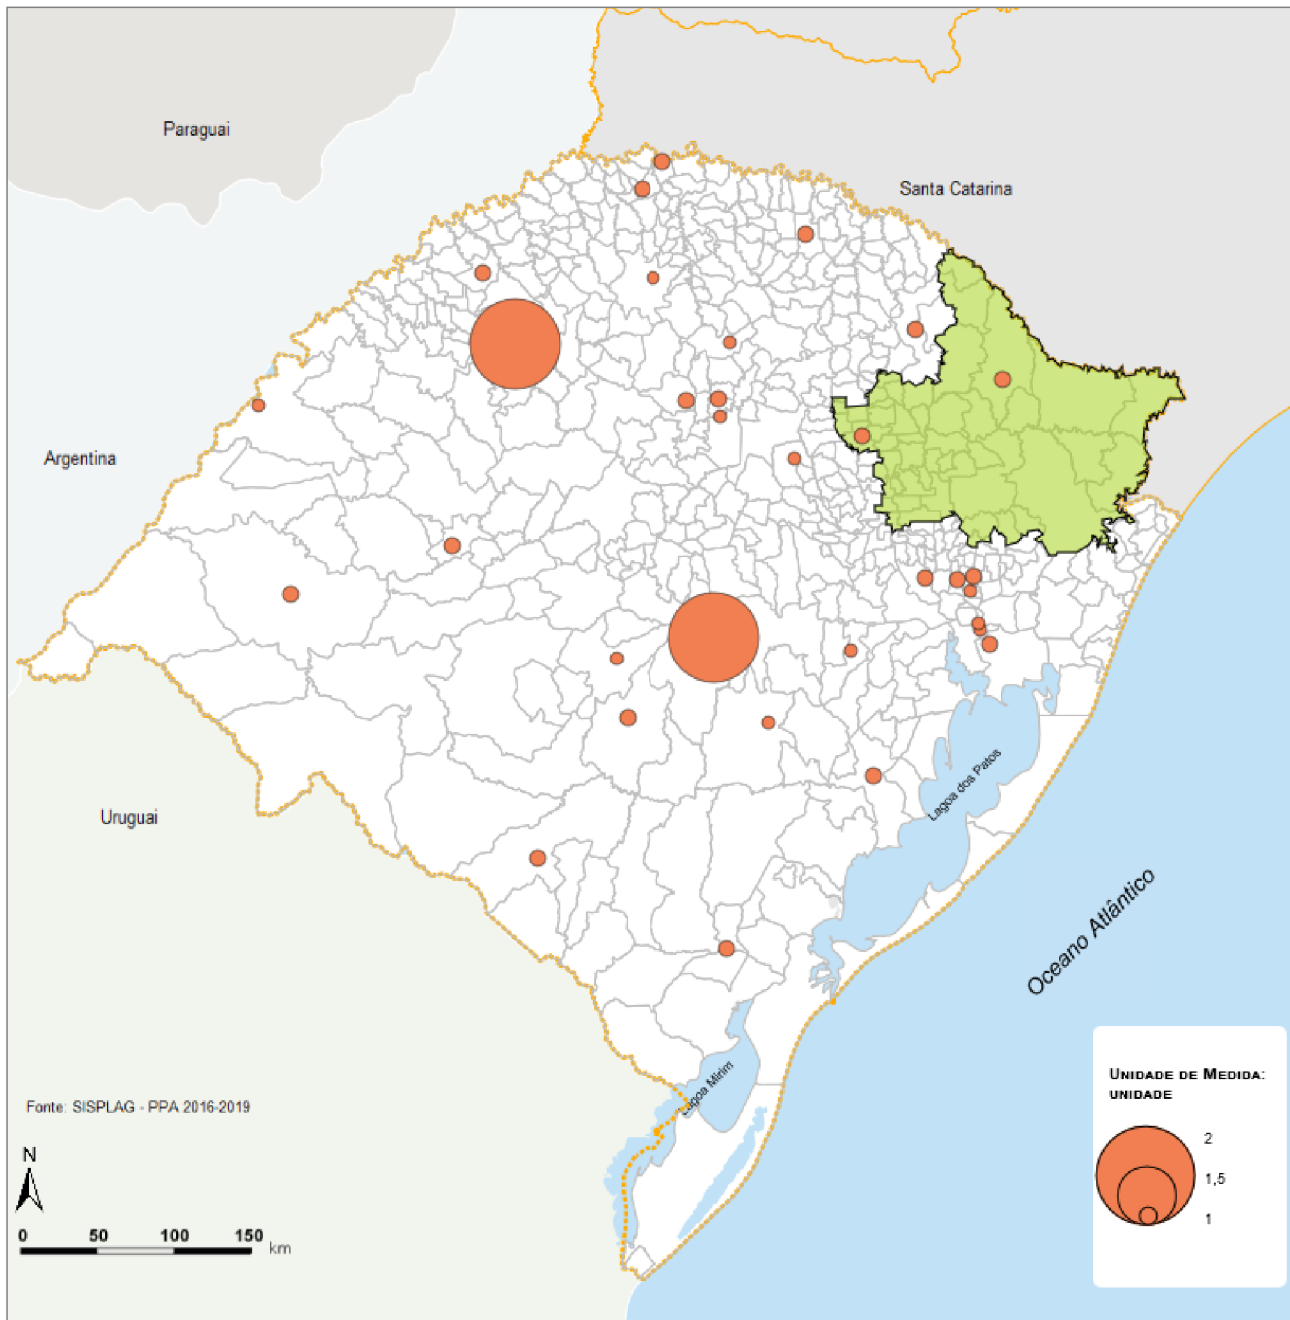 Paraguai
Santa Catarina
Argentina
Uruguai
Lagoa dos Patos
Oceano Atlântico
Lagoa Mirim
Fonte: SISPLAG - PPA 2016-2019
N
0 50 100 150
km
UNIDADE DE MEDIDA:
UNIDADE
2
1,5
1